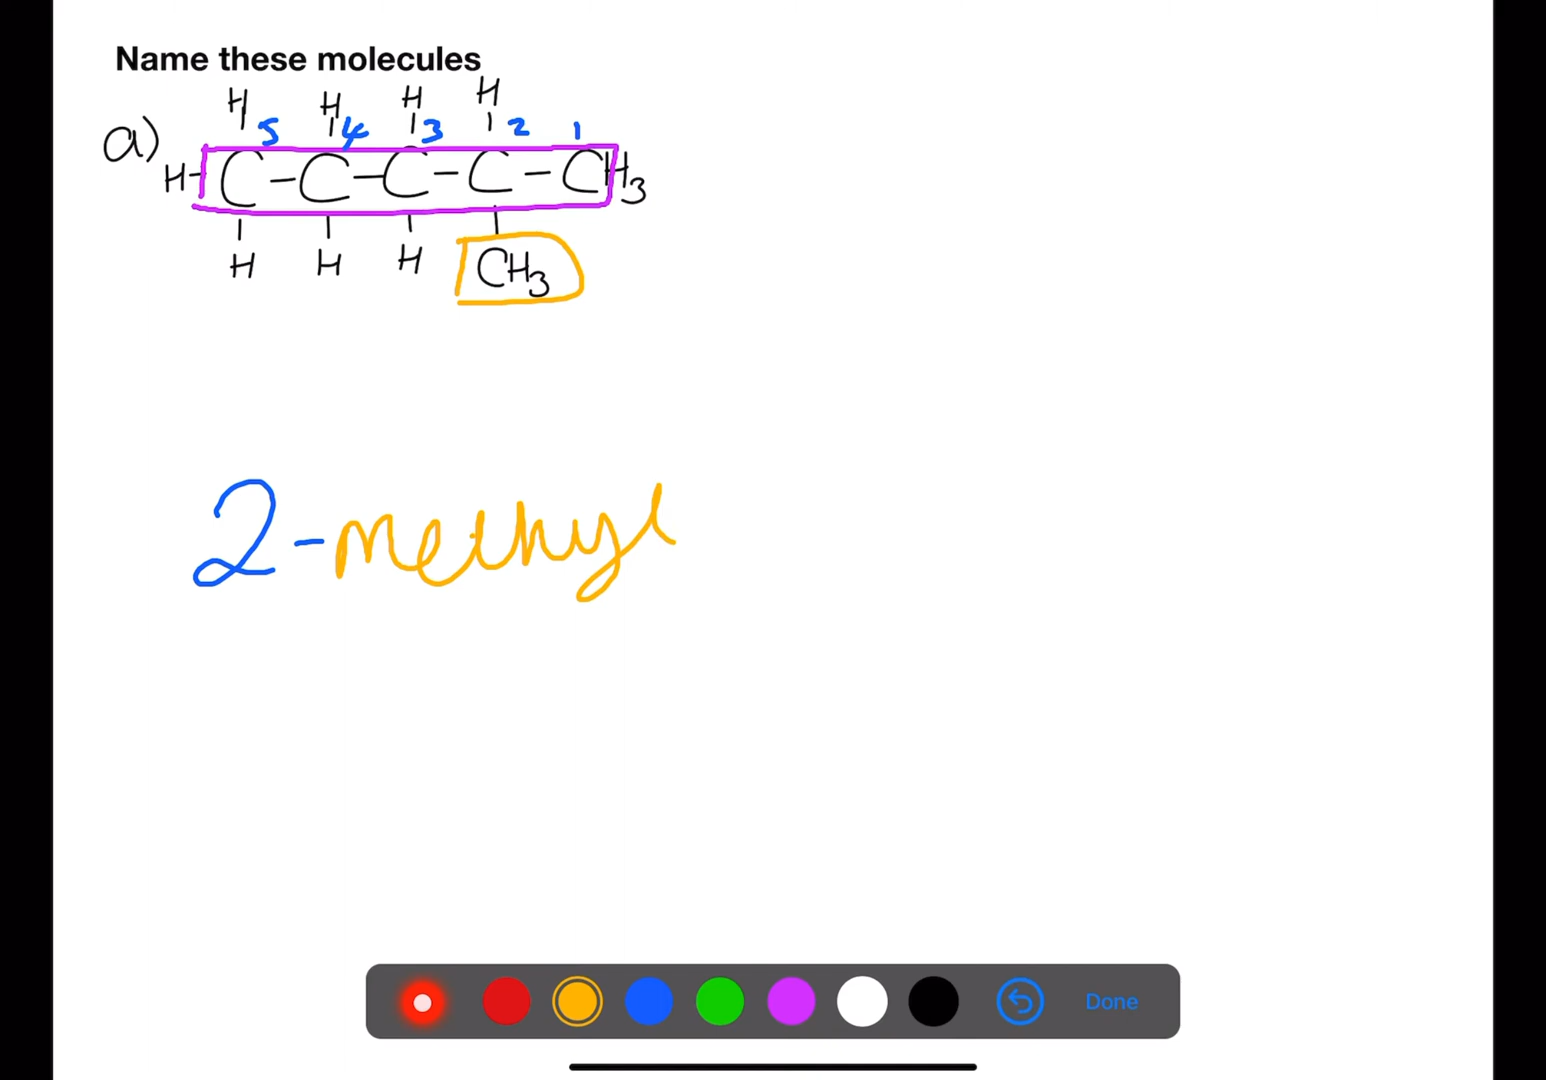 Name these molecules
H H H H
a) 5 4 3 2 1
H-C-C-C-C-CH3
H H H CH3
2-methyl
Done